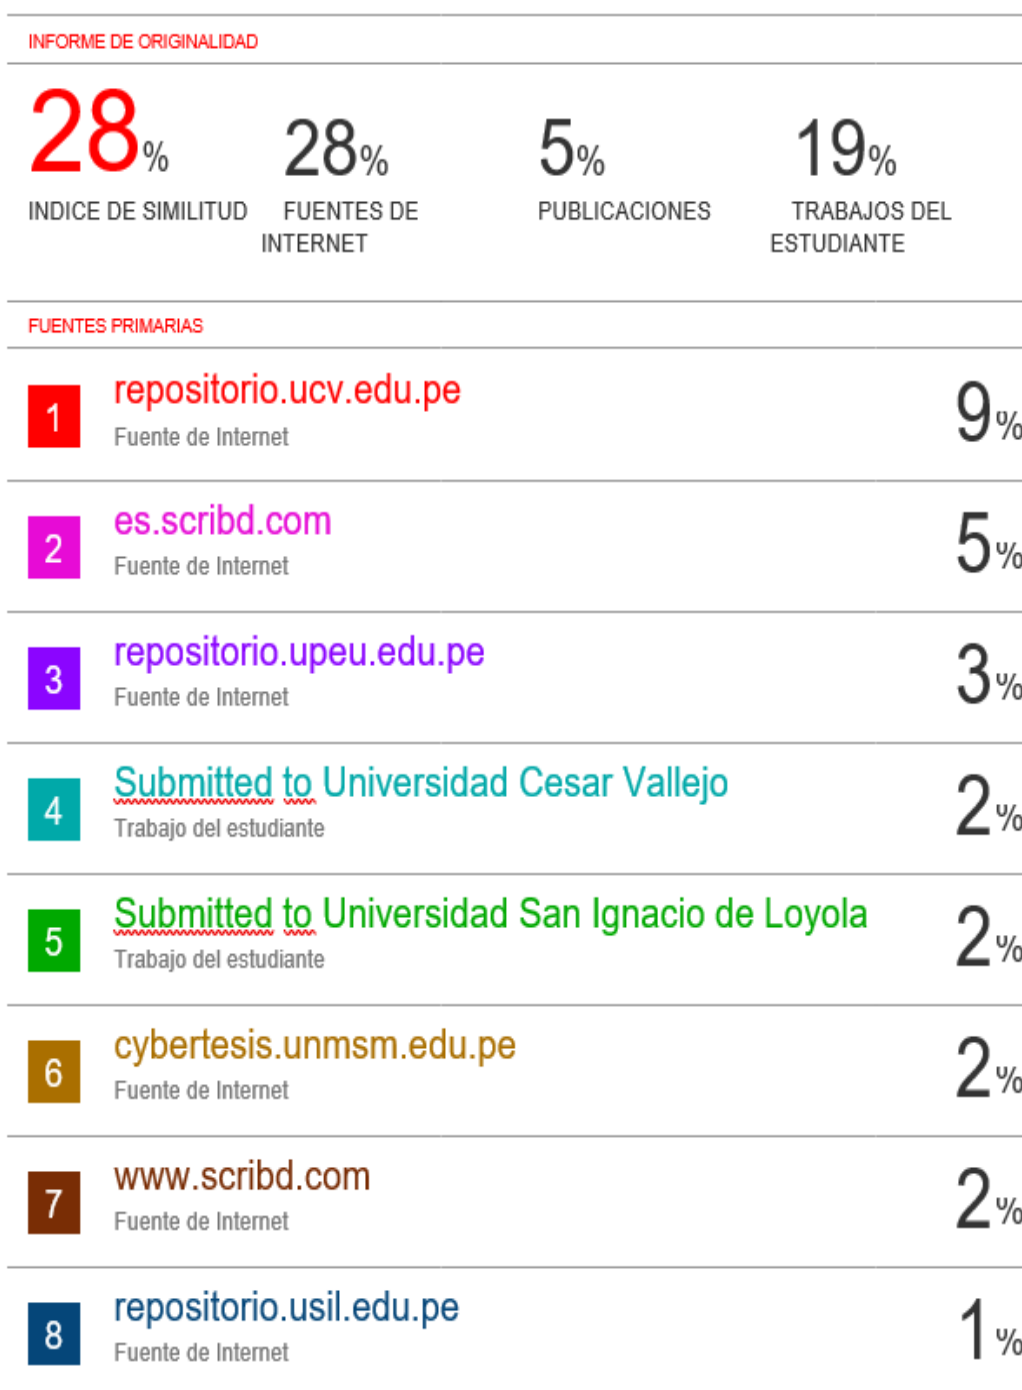 INFORME DE ORIGINALIDAD
28% 28% 5% 19%
INDICE DE SIMILITUD FUENTES DE PUBLICACIONES TRABAJOS DEL
INTERNET ESTUDIANTE
FUENTES PRIMARIAS
1 repositorio.ucv.edu.pe 9%
Fuente de Internet
2 es.scribd.com 5%
Fuente de Internet
3 repositorio.upeu.edu.pe 3%
Fuente de Internet
4 Submitted to Universidad Cesar Vallejo 2%
Trabajo del estudiante
5 Submitted to Universidad San Ignacio de Loyola 2%
Trabajo del estudiante
6 cybertesis.unmsm.edu.pe 2%
Fuente de Internet
7 www.scribd.com 2%
Fuente de Internet
8 repositorio.usil.edu.pe 1%
Fuente de Internet